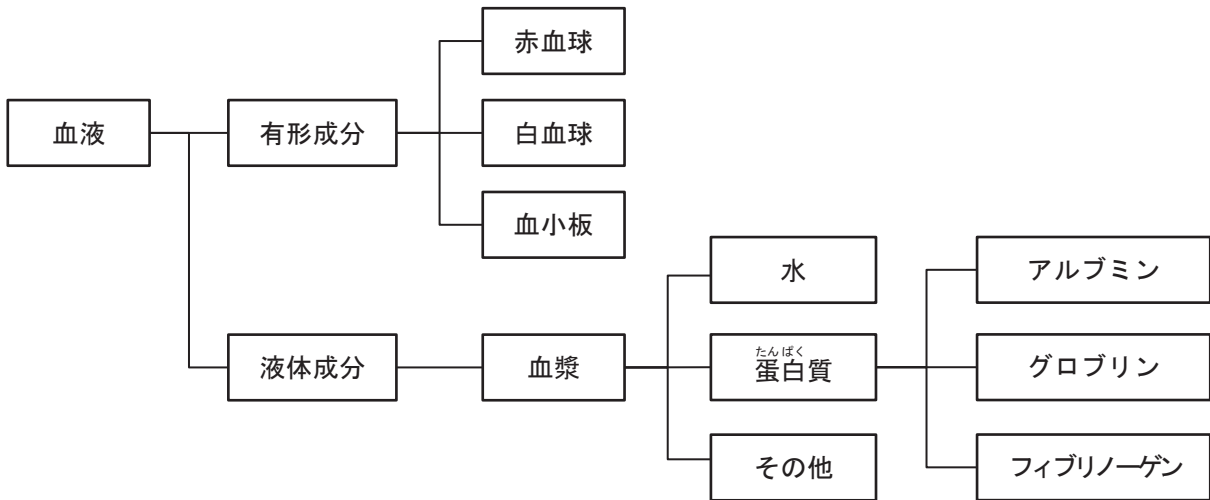 赤血球
血液
有形成分
白血球
血小板
水
アルブミン
液体成分
血漿
たんぱく
蛋白質
グロブリン
その他
フィブリノーゲン